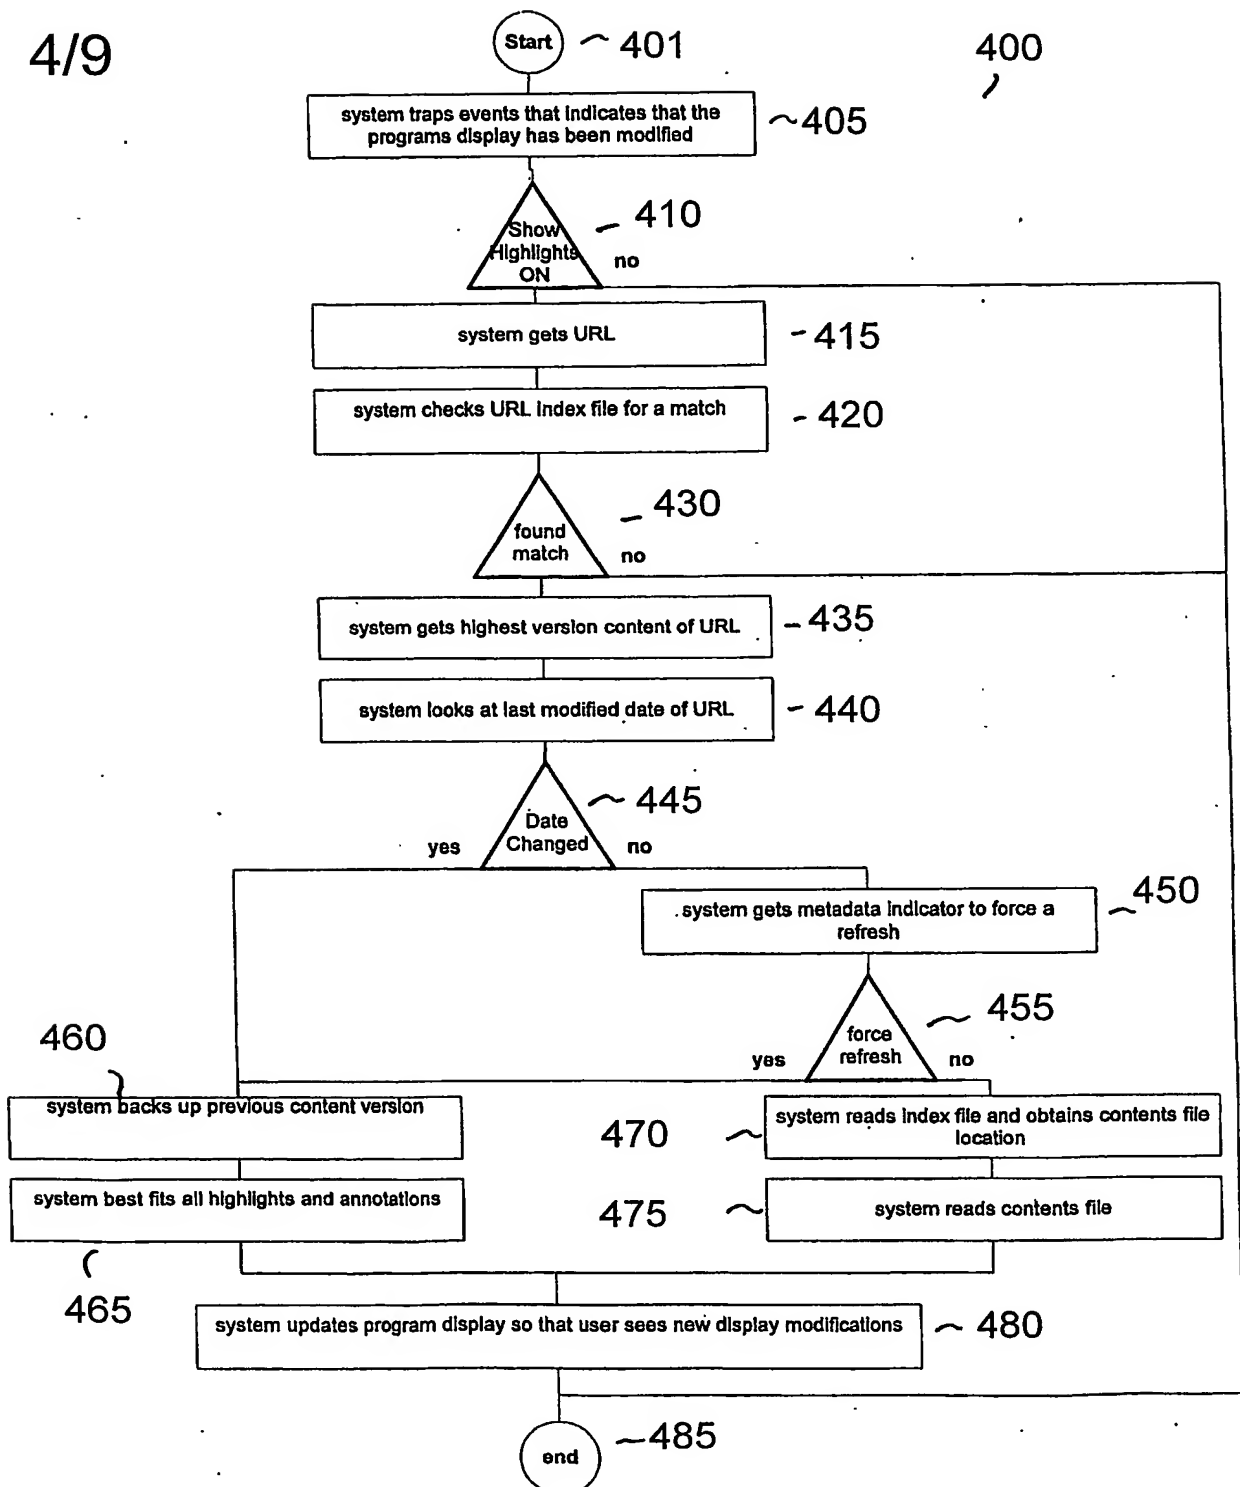 4/9
Start
401
400
system traps events that indicates that the
programs display has been modified
405
Show
Highlights
ON
410
no
system gets URL
415
system checks URL index file for a match
420
found
match
430
no
system gets highest version content of URL
435
system looks at last modified date of URL
440
Date
Changed
445
yes
no
system gets metadata indicator to force a
refresh
450
force
refresh
455
yes
no
460
system backs up previous content version
system reads index file and obtains contents file
location
470
system best fits all highlights and annotations
465
system reads contents file
475
system updates program display so that user sees new display modifications
480
end
485